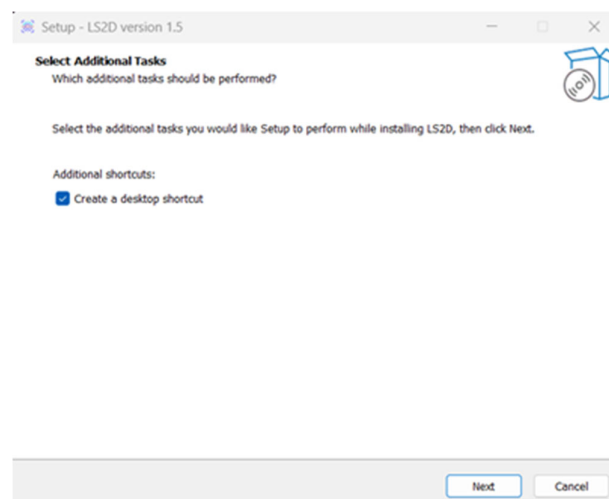 Setup - LS2D version 1.5
Select Additional Tasks
Which additional tasks should be performed?
Select the additional tasks you would like Setup to perform while installing LS2D, then click Next.
Additional shortcuts:
Create a desktop shortcut
Next
Cancel